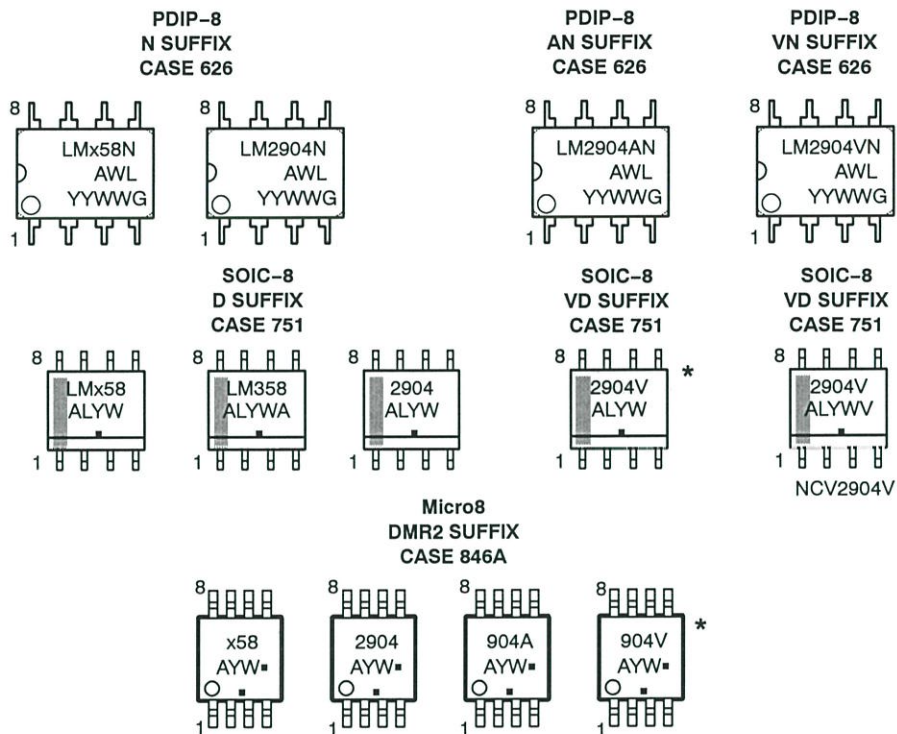 PDIP–8
N SUFFIX
CASE 626
PDIP–8
AN SUFFIX
CASE 626
PDIP–8
VN SUFFIX
CASE 626
8
LMx58N
AWL
YYWWG
1
8
LM2904N
AWL
YYWWG
1
8
LM2904AN
AWL
YYWWG
1
8
LM2904VN
AWL
YYWWG
1
SOIC–8
D SUFFIX
CASE 751
SOIC–8
VD SUFFIX
CASE 751
SOIC–8
VD SUFFIX
CASE 751
8
LMx58
ALYW
1
8
LM358
ALYWA
1
8
2904
ALYW
1
8
2904V
ALYW
1
*
8
2904V
ALYWV
1
NCV2904V
Micro8
DMR2 SUFFIX
CASE 846A
8
x58
AYW▪
▪
1
8
2904
AYW▪
▪
1
8
904A
AYW▪
▪
1
8
904V
AYW▪
▪
1
*